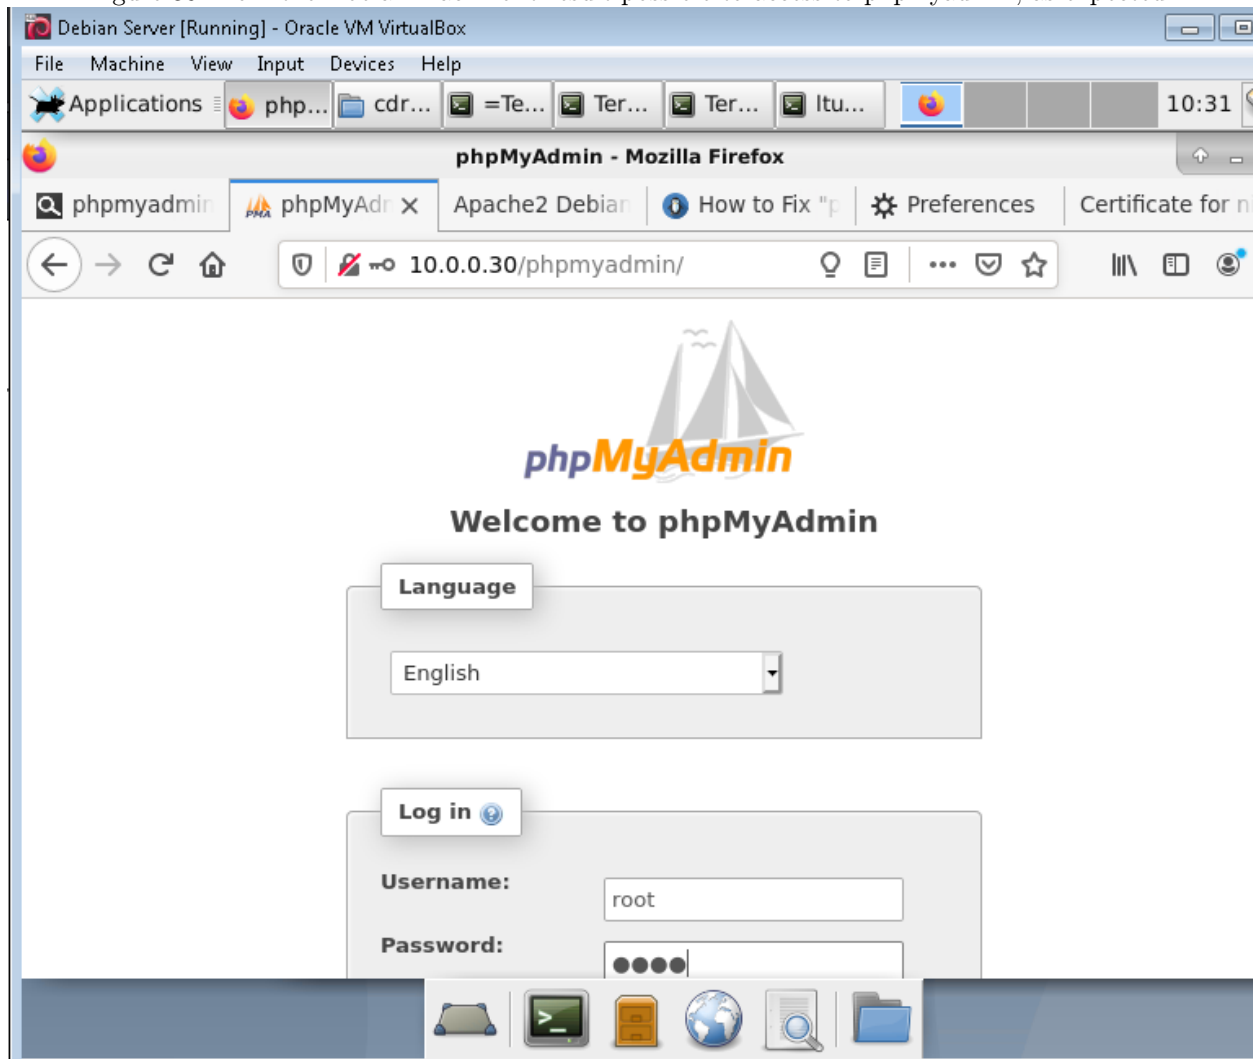 Debian Server [Running] - Oracle VM VirtualBox
File Machine View Input Devices Help
Applications php... cdr... =Te... Ter... Ter... ltu... 10:31
phpMyAdmin - Mozilla Firefox
phpmyadmin phpMyAdr Apache2 Debian How to Fix "p Preferences Certificate for n
10.0.0.30/phpmyadmin/
phpMyAdmin
Welcome to phpMyAdmin
Language
English
Log in
Username:
root
Password: